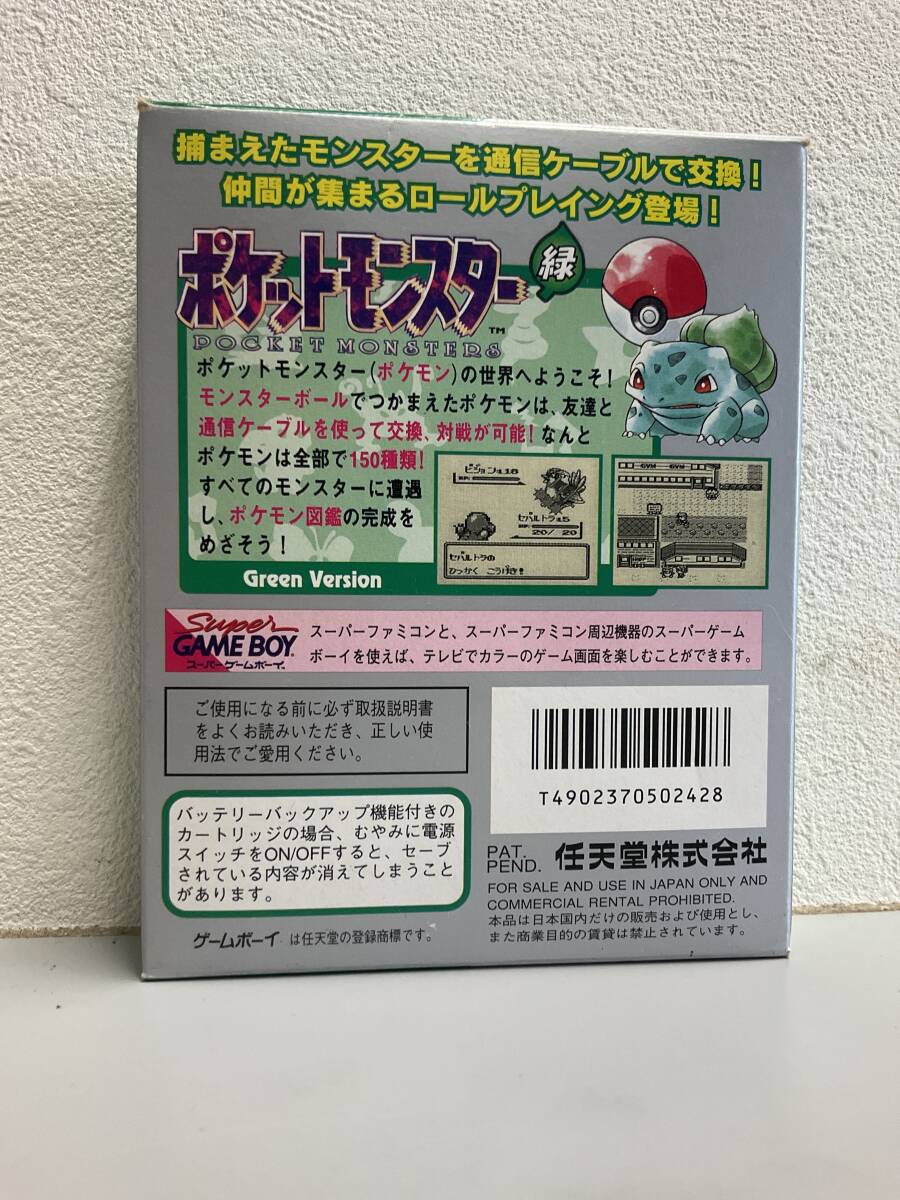 捕まえたモンスターを通信ケーブルで交換！
仲間が集まるロールプレイング登場！
ポケットモンスター 緑
TM
POCKET MONSTERS
ポケットモンスター(ポケモン)の世界へようこそ！
モンスターボールでつかまえたポケモンは、友達と
通信ケーブルを使って交換、対戦が可能！なんと
ポケモンは全部で150種類！
すべてのモンスターに遭遇
し、ポケモン図鑑の完成を
めざそう！
Green Version
20/ 20
ひっかく こうげき！
GYM GYM
Super
GAME BOY
スーパーゲームボーイ
スーパーファミコンと、スーパーファミコン周辺機器のスーパーゲーム
ボーイを使えば、テレビでカラーのゲーム画面を楽しむことができます。
ご使用になる前に必ず取扱説明書
をよくお読みいただき、正しい使
用法でご愛用ください。
T4902370502428
バッテリーバックアップ機能付きの
カートリッジの場合、むやみに電源
スイッチをON/OFFすると、セーブ
されている内容が消えてしまうこと
があります。
PAT.
PEND. 任天堂株式会社
FOR SALE AND USE IN JAPAN ONLY AND
COMMERCIAL RENTAL PROHIBITED.
本品は日本国内だけの販売および使用とし、
また商業目的の賃貸は禁止されています。
ゲームボーイ は任天堂の登録商標です。